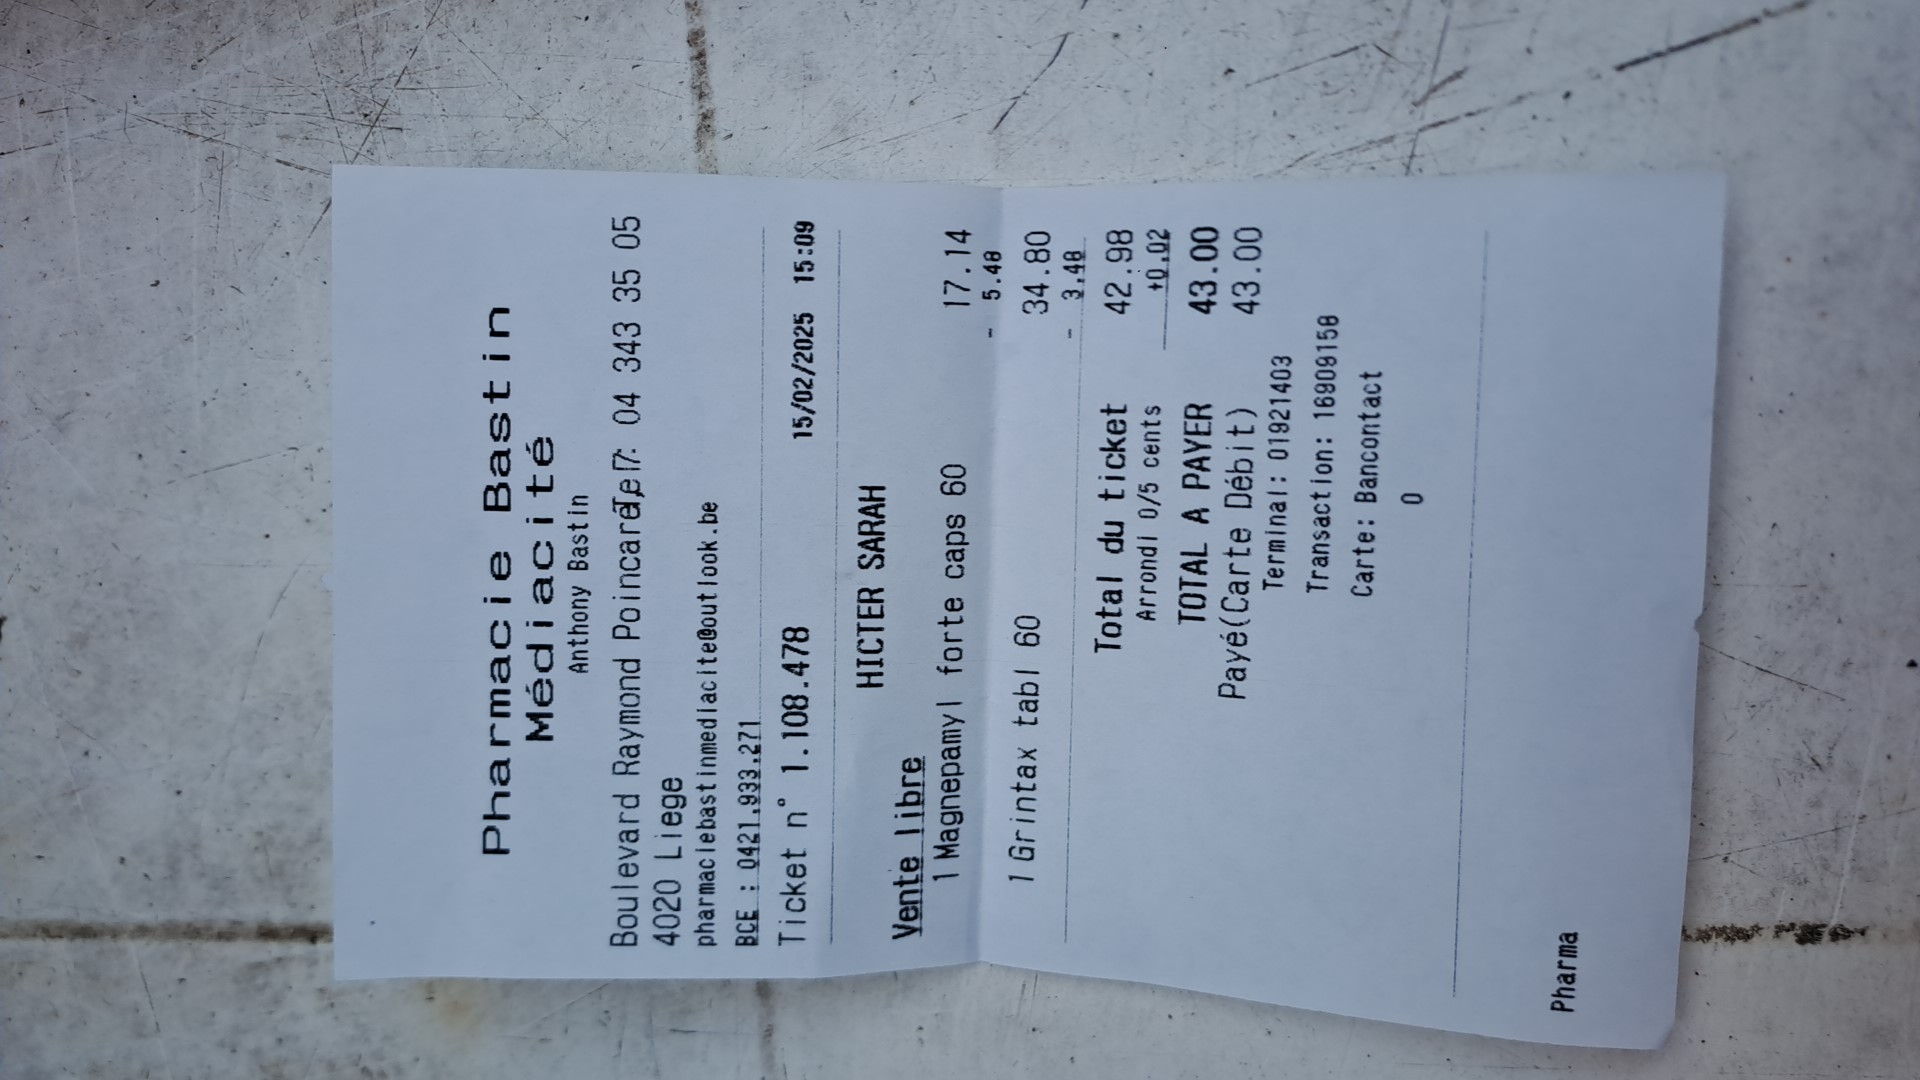 Pharmacie Bastin
Médiacité
Anthony Bastin
Boulevard Raymond Poincaré,7 Tel: 04 343 35 05
4020 Liege
pharmaciebastinmediacite@outlook.be
BCE : 0421.933.271
Ticket n° 1.108.478 15/02/2025 15:09
HICTER SARAH
Vente libre
1 Magnepamyl forte caps 60 17.14
- 5.48
1 Grintax tabl 60 34.80
- 3.48
Total du ticket 42.98
Arrondi 0/5 cents +0.02
TOTAL A PAYER 43.00
Payé(Carte Débit) 43.00
Terminal: 01921403
Transaction: 16909158
Carte: Bancontact
0
Pharma